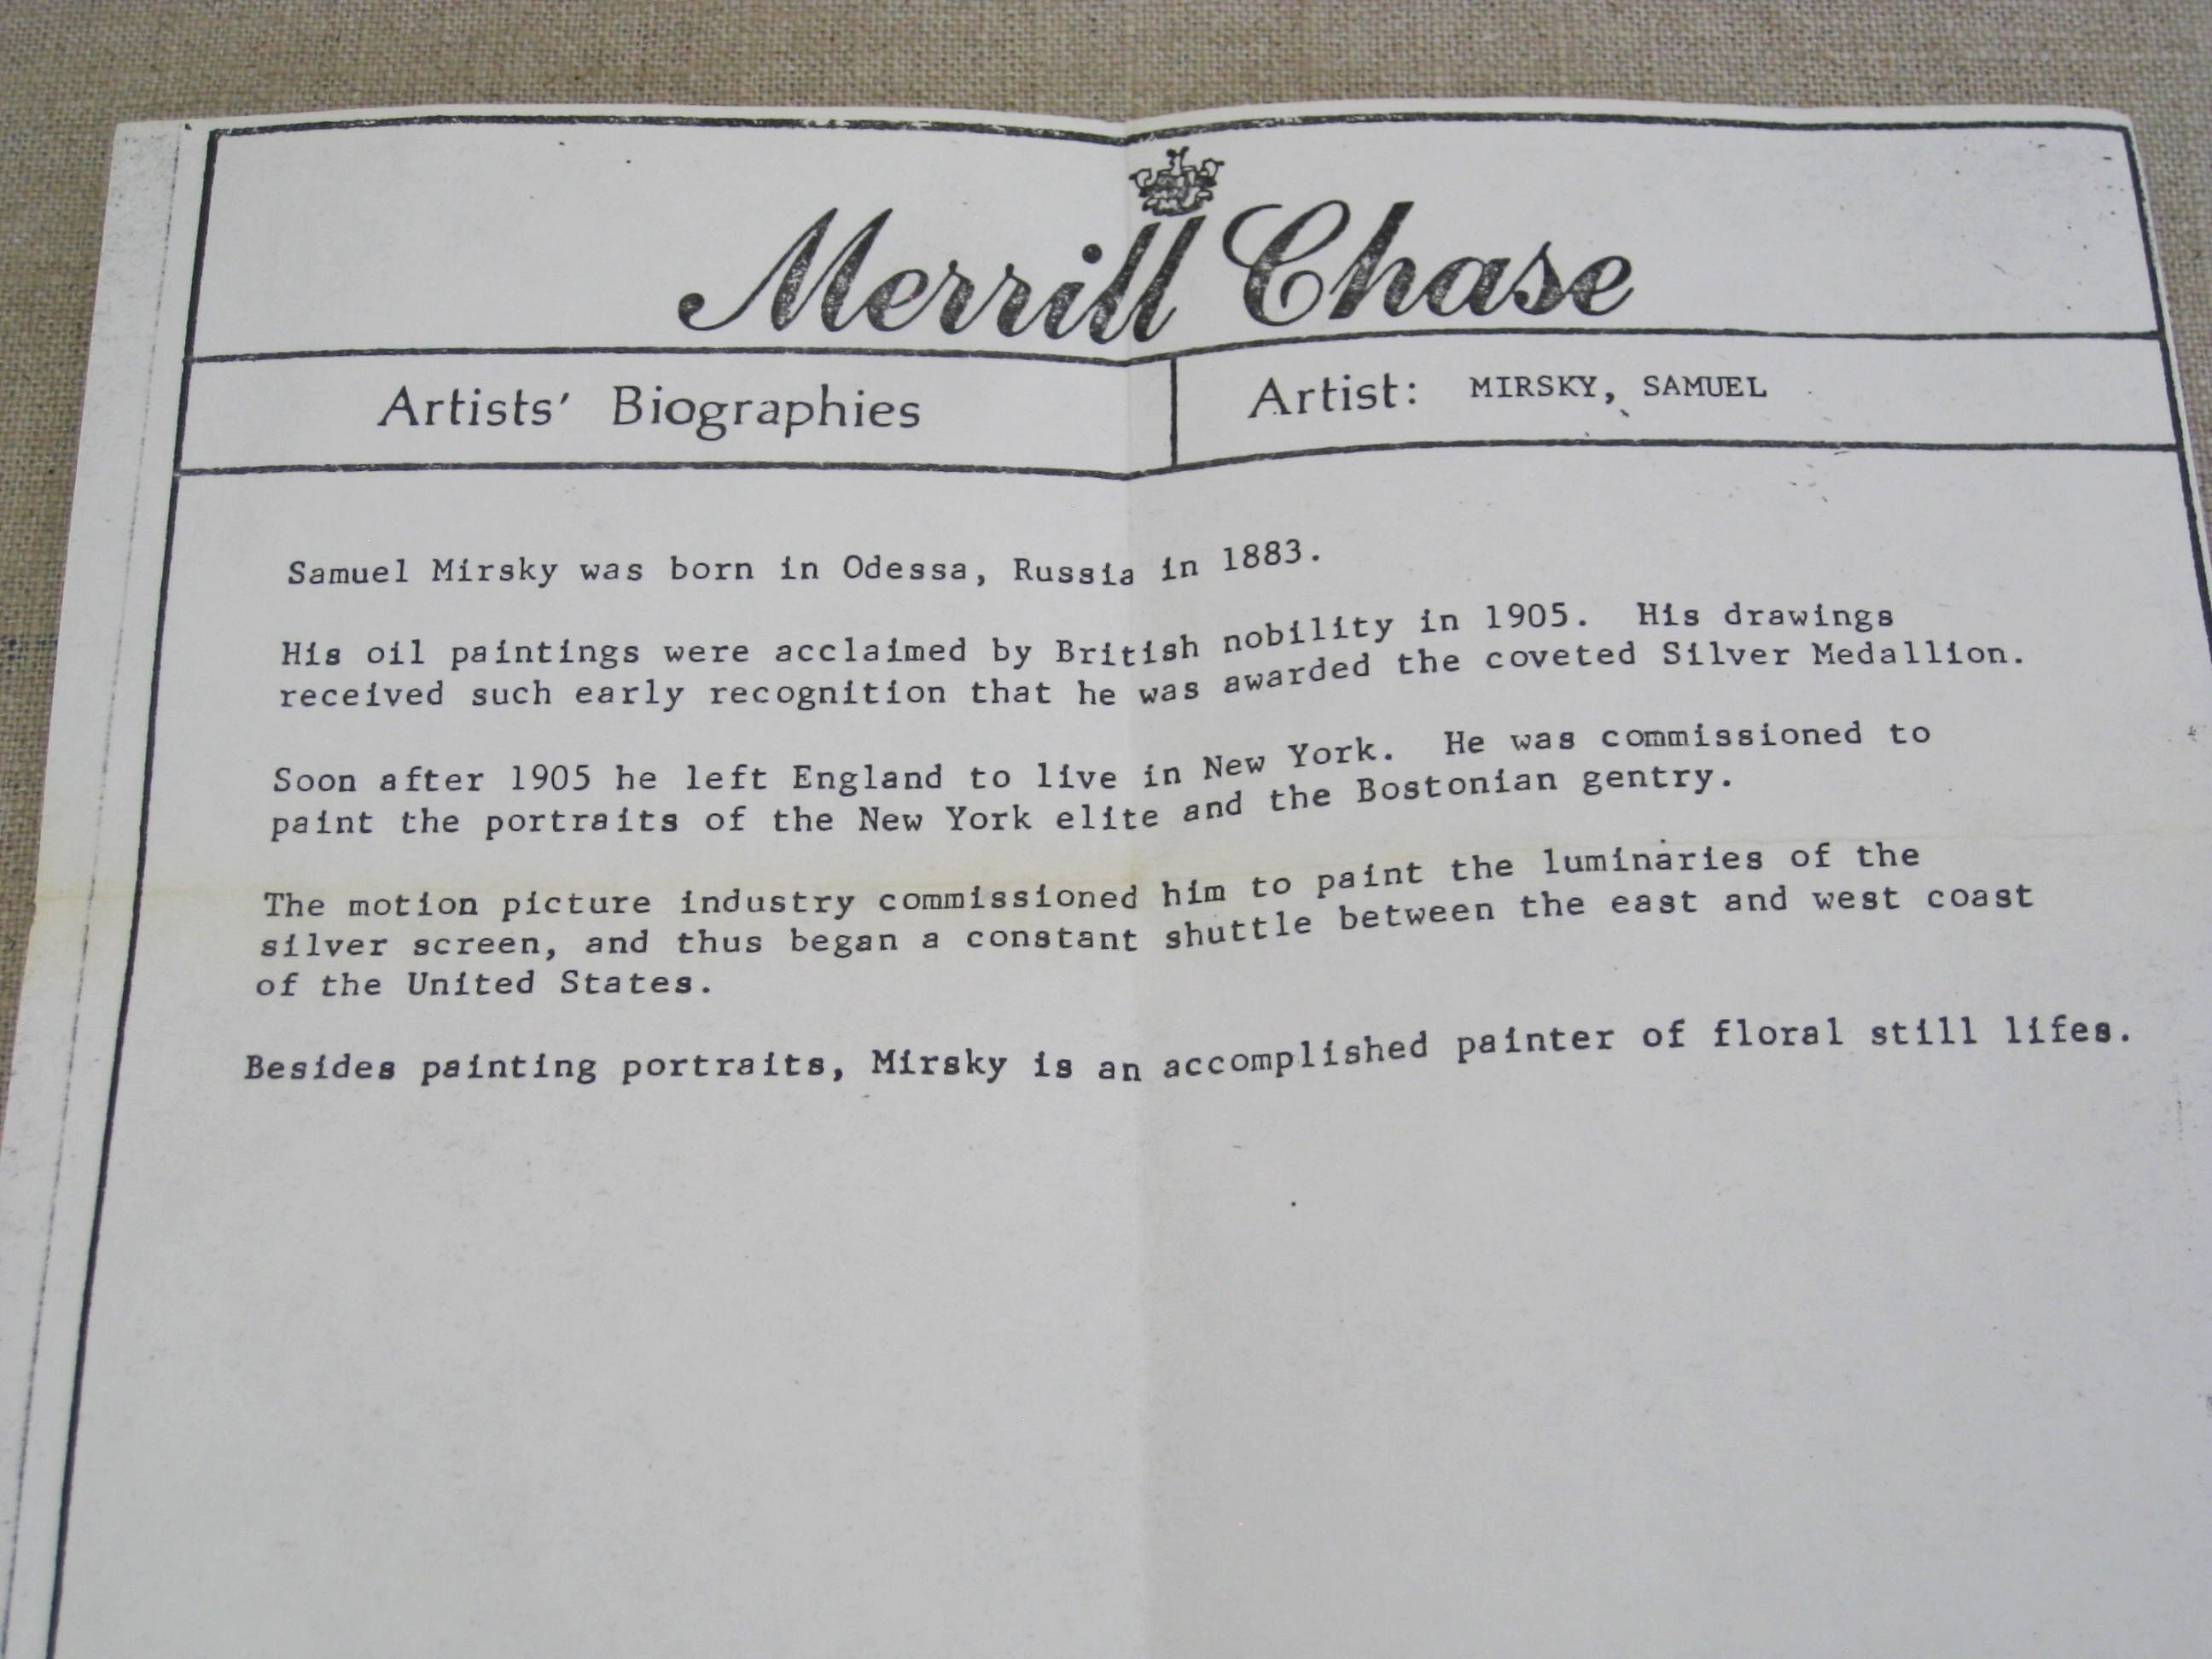 Merrill Chase
Artists' Biographies
Artist: MIRSKY, SAMUEL
Samuel Mirsky was born in Odessa, Russia in 1883.
His oil paintings were acclaimed by British nobility in 1905. His drawings
received such early recognition that he was awarded the coveted Silver Medallion.
Soon after 1905 he left England to live in New York. He was commissioned to
paint the portraits of the New York elite and the Bostonian gentry.
The motion picture industry commissioned him to paint the luminaries of the
silver screen, and thus began a constant shuttle between the east and west coast
of the United States.
Besides painting portraits, Mirsky is an accomplished painter of floral still lifes.